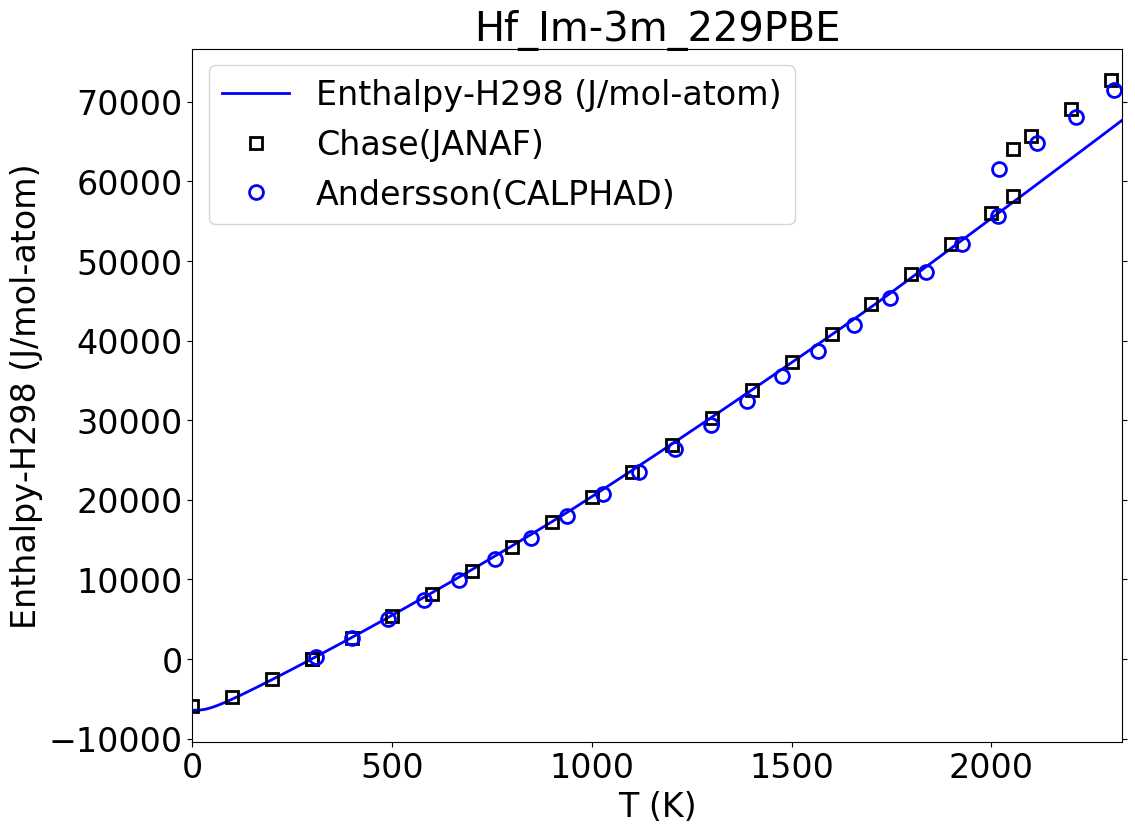 Hf_Im-3m_229PBE
Enthalpy-H298 (J/mol-atom)
Chase(JANAF)
Andersson(CALPHAD)
Enthalpy-H298 (J/mol-atom)
70000
60000
50000
40000
30000
20000
10000
0
−10000
0 500 1000 1500 2000
T (K)